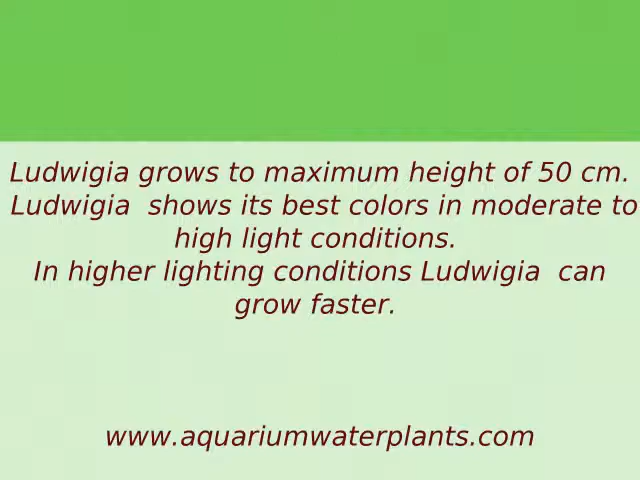 Ludwigia grows to maximum height of 50 cm.
Ludwigia  shows its best colors in moderate to
high light conditions.
In higher lighting conditions Ludwigia  can
grow faster.
www.aquariumwaterplants.com